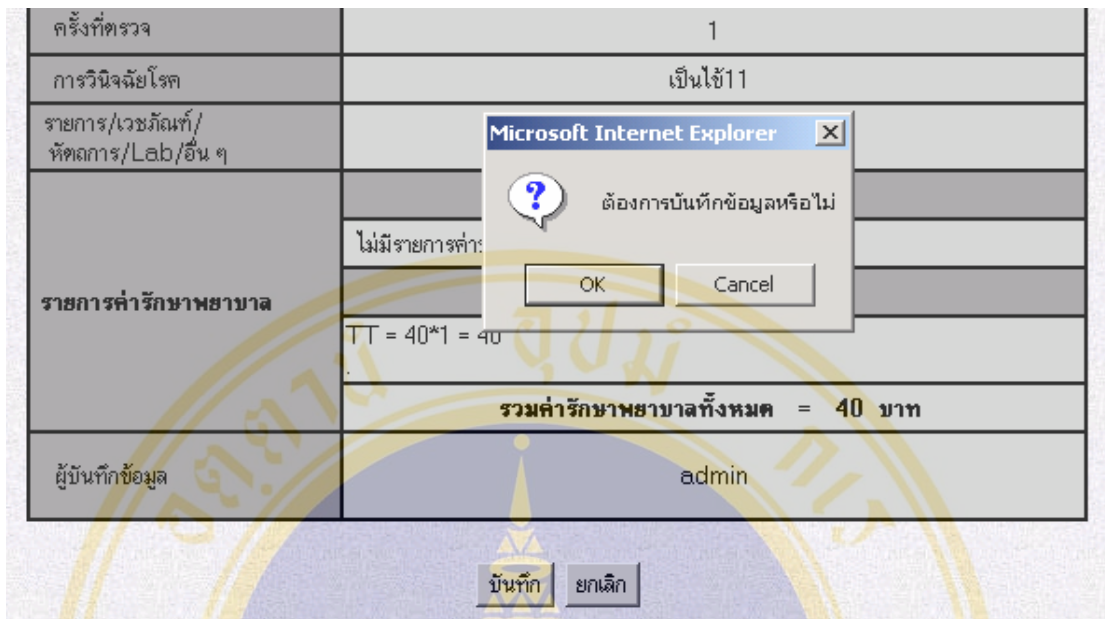 ครั้งที่ตรวจ 1
การวินิจฉัยโรค เป็นไข้11
รายการ/เวชภัณฑ์/
หัตถการ/Lab/อื่น ๆ
Microsoft Internet Explorer
ต้องการบันทึกข้อมูลหรือไม่
ไม่มีรายการค่า
OK Cancel
รายการค่ารักษาพยาบาล
TT = 40*1 = 40
.
รวมค่ารักษาพยาบาลทั้งหมด = 40 บาท
ผู้บันทึกข้อมูล admin
บันทึก ยกเลิก